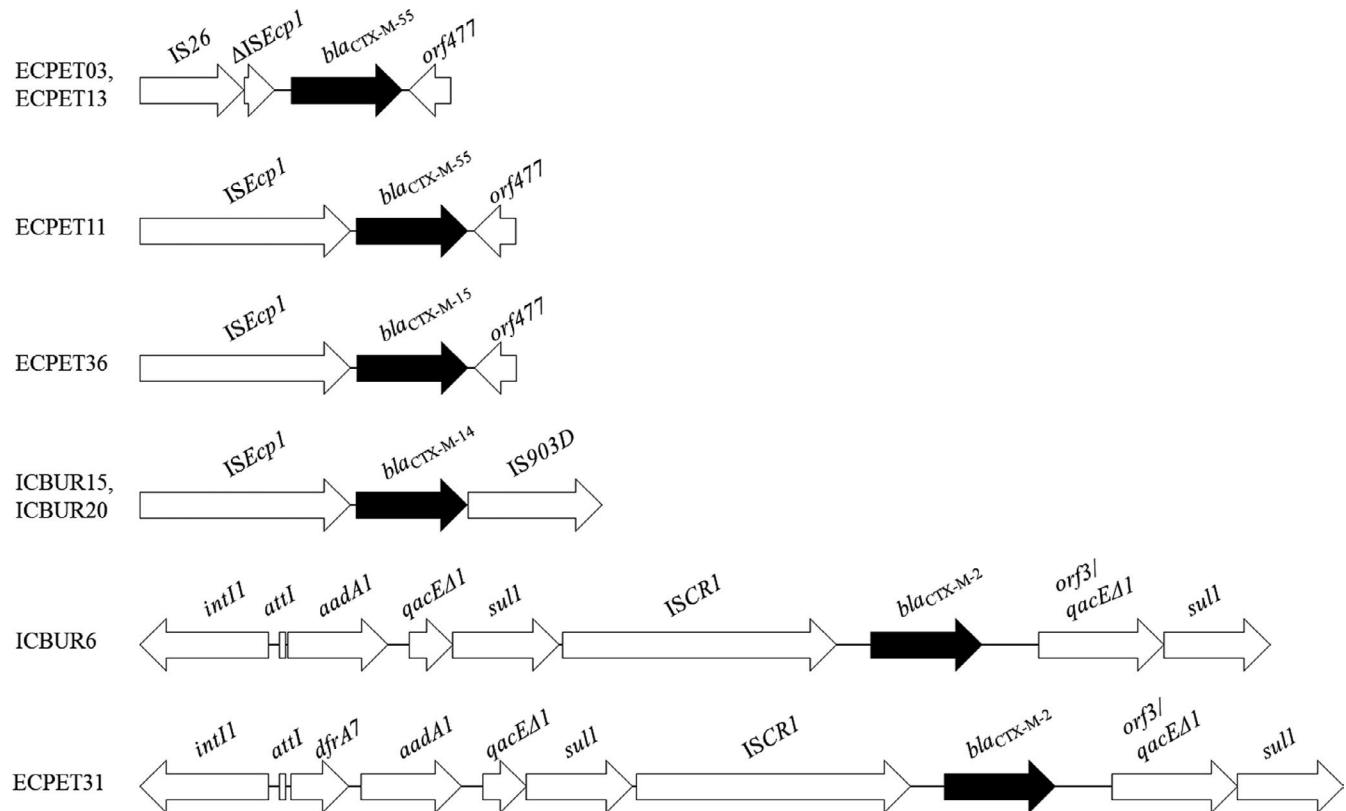 IS26 ΔISEcp1 blaCTX-M-55 orf477
ECPET03,
ECPET13
ISEcp1 blaCTX-M-55 orf477
ECPET11
ISEcp1 blaCTX-M-15 orf477
ECPET36
ISEcp1 blaCTX-M-14 IS903D
ICBUR15,
ICBUR20
intI1 attI aadA1 qacEΔ1 sul1 ISCR1 blaCTX-M-2 orf3/
qacEΔ1 sul1
ICBUR6
intI1 attI dfrA7 aadA1 qacEΔ1 sul1 ISCR1 blaCTX-M-2 orf3/
qacEΔ1 sul1
ECPET31